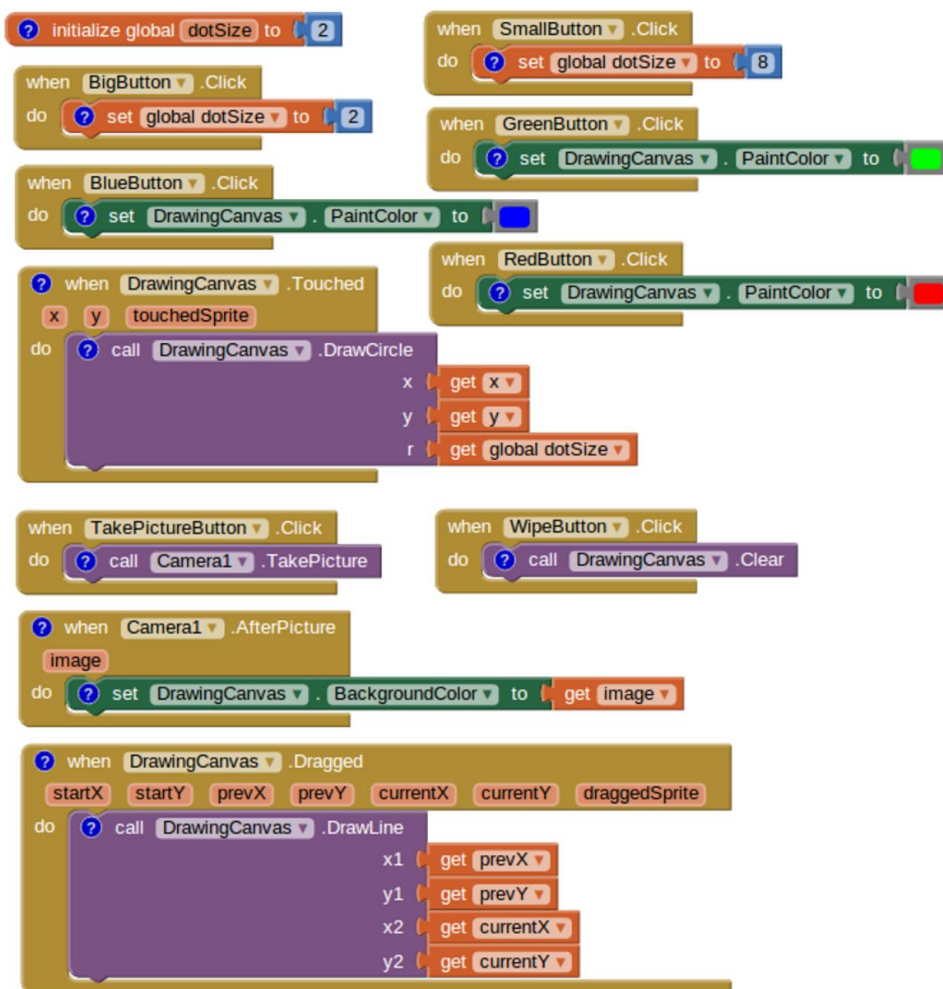 initialize global dotSize to 2
when SmallButton .Click
do set global dotSize to 8
when BigButton .Click
do set global dotSize to 2
when GreenButton .Click
do set DrawingCanvas . PaintColor to
when BlueButton .Click
do set DrawingCanvas . PaintColor to
when RedButton .Click
do set DrawingCanvas . PaintColor to
when DrawingCanvas .Touched
x y touchedSprite
do call DrawingCanvas .DrawCircle
x get x
y get y
r get global dotSize
when TakePictureButton .Click
do call Camera1 .TakePicture
when WipeButton .Click
do call DrawingCanvas .Clear
when Camera1 .AfterPicture
image
do set DrawingCanvas . BackgroundColor to get image
when DrawingCanvas .Dragged
startX startY prevX prevY currentX currentY draggedSprite
do call DrawingCanvas .DrawLine
x1 get prevX
y1 get prevY
x2 get currentX
y2 get currentY